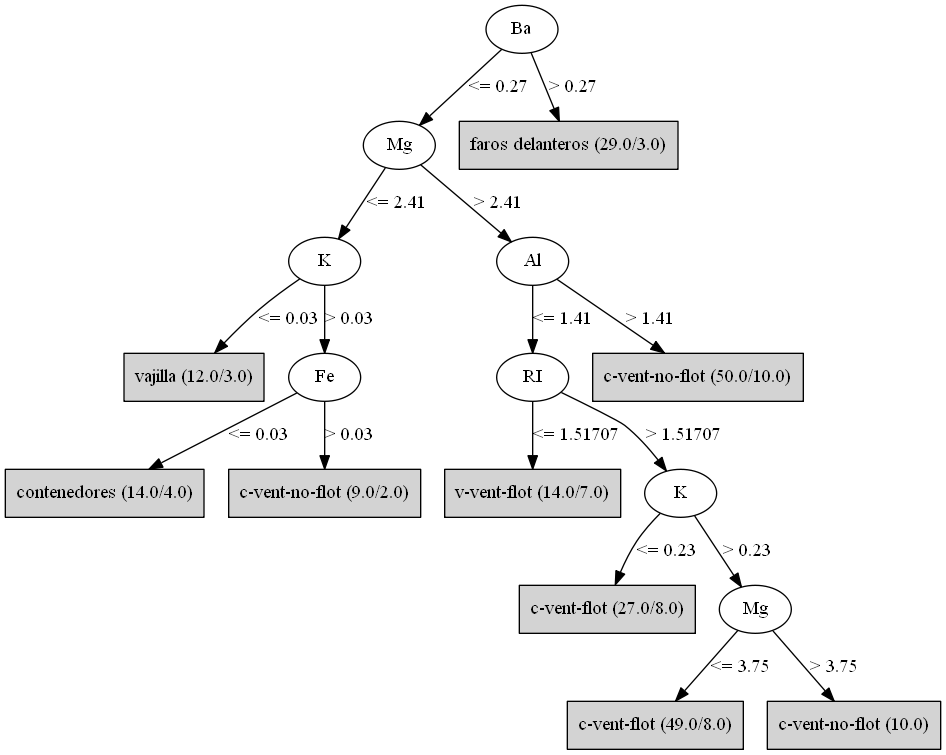 Ba
<= 0.27
> 0.27
Mg
faros delanteros (29.0/3.0)
<= 2.41
> 2.41
K
Al
<= 0.03
> 0.03
<= 1.41
> 1.41
vajilla (12.0/3.0)
Fe
RI
c-vent-no-flot (50.0/10.0)
<= 0.03
> 0.03
<= 1.51707
> 1.51707
contenedores (14.0/4.0)
c-vent-no-flot (9.0/2.0)
v-vent-flot (14.0/7.0)
K
<= 0.23
> 0.23
c-vent-flot (27.0/8.0)
Mg
<= 3.75
> 3.75
c-vent-flot (49.0/8.0)
c-vent-no-flot (10.0)